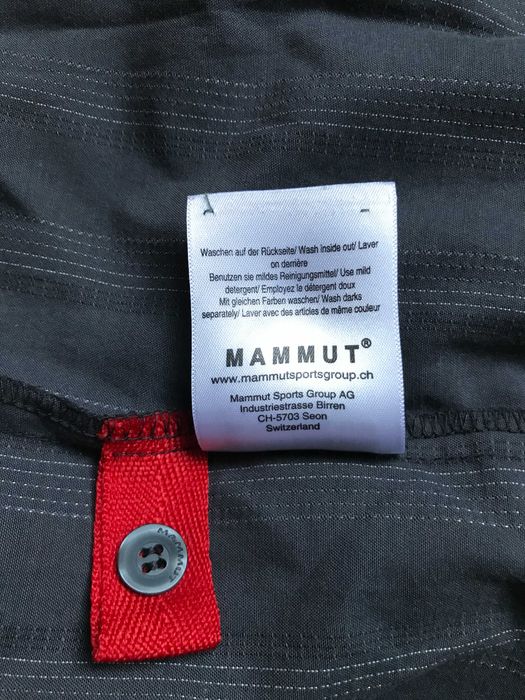 Waschen auf der Rückseite/ Wash inside out/ Laver
on derrière
Benutzen sie mildes Reinigungsmittel/ Use mild
detergent/ Employez le détergent doux
Mit gleichen Farben waschen/ Wash darks
separately/ Laver avec des articles de même couleur
MAMMUT®
www.mammutsportsgroup.ch
Mammut Sports Group AG
Industriestrasse Birren
CH-5703 Seon
Switzerland
MAMMUT